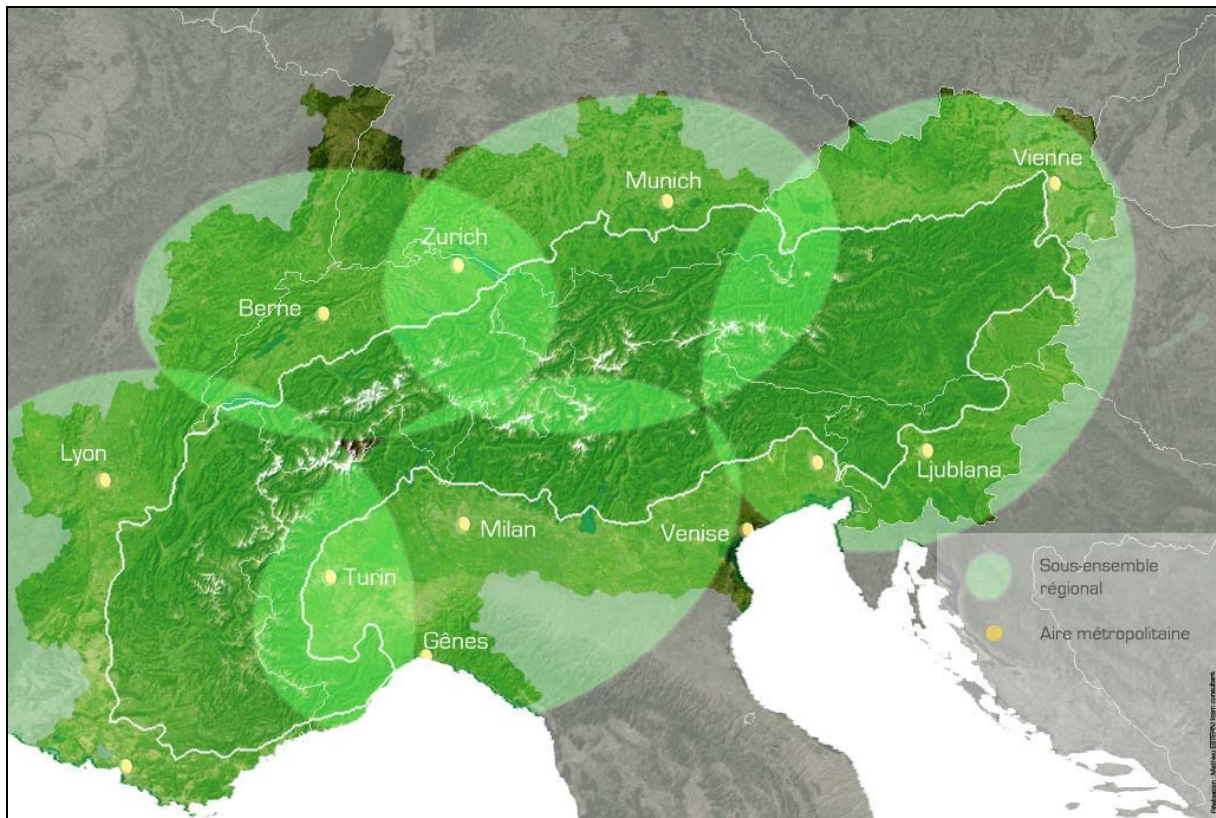 Vienne
Munich
Zurich
Berne
Lyon
Ljublana
Milan
Venise
Turin
Gênes
Sous-ensemble
régional
Aire métropolitaine